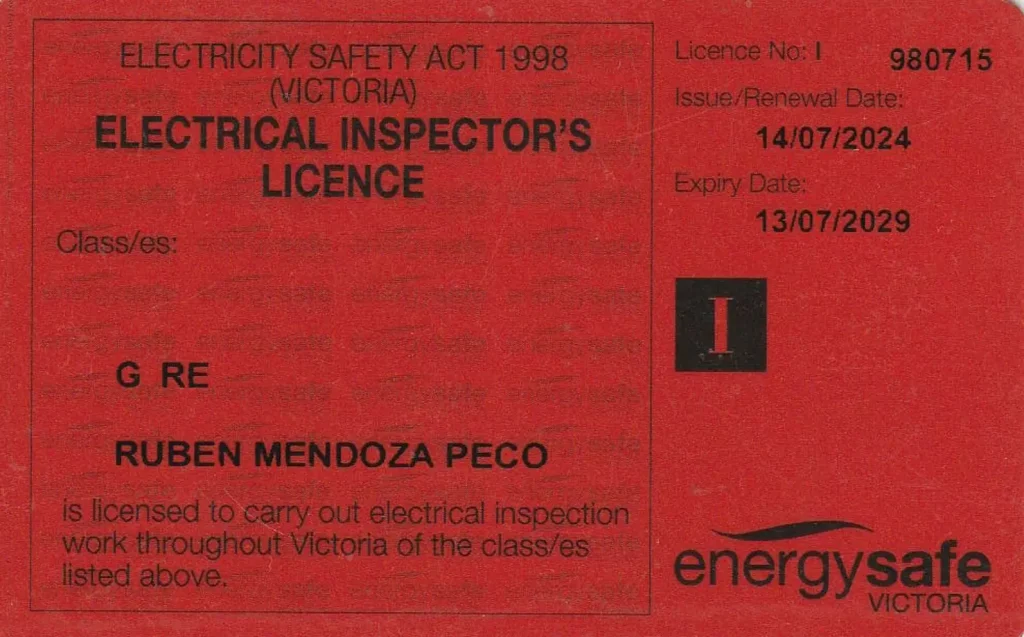 ELECTRICITY SAFETY ACT 1998
(VICTORIA)
ELECTRICAL INSPECTOR'S
LICENCE
Class/es:
G RE
RUBEN MENDOZA PECO
is licensed to carry out electrical inspection
work throughout Victoria of the class/es
listed above.
Licence No: I 980715
Issue/Renewal Date:
14/07/2024
Expiry Date:
13/07/2029
I
energysafe
VICTORIA